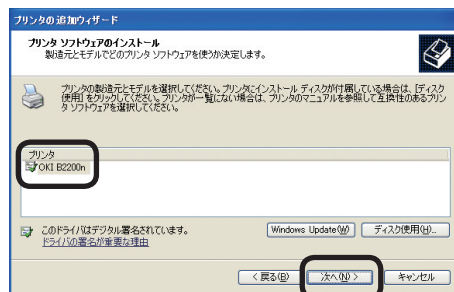 プリンタの追加ウィザード
プリンタ ソフトウェアのインストール
製造元とモデルでどのプリンタ ソフトウェアを使うか決定します。
プリンタの製造元とモデルを選択してください。プリンタにインストール ディスクが付属している場合は、[ディスク
使用] をクリックしてください。プリンタが一覧にない場合は、プリンタのマニュアルを参照して互換性のあるプリン
タ ソフトウェアを選択してください。
プリンタ
OKI B2200n
このドライバはデジタル署名されています。
ドライバの署名が重要な理由
Windows Update(W)
ディスク使用(H)...
< 戻る(B)
次へ(N) >
キャンセル